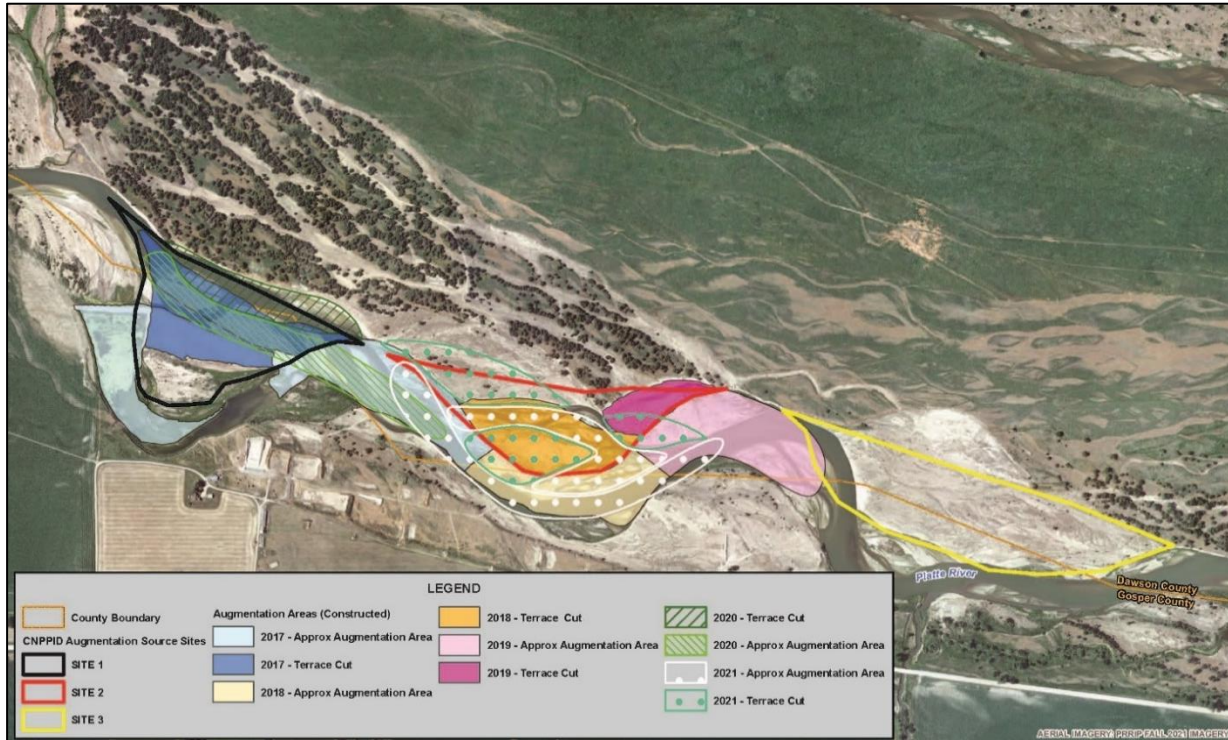 Platte River
Dawson County
Gosper County
LEGEND
County Boundary
CNPPID Augmentation Source Sites
SITE 1
SITE 2
SITE 3
Augmentation Areas (Constructed)
2017 - Approx Augmentation Area
2017 - Terrace Cut
2018 - Approx Augmentation Area
2018 - Terrace Cut
2019 - Approx Augmentation Area
2019 - Terrace Cut
2020 - Terrace Cut
2020 - Approx Augmentation Area
2021 - Approx Augmentation Area
2021 - Terrace Cut
AERIAL IMAGERY: PRRIP FALL 2021 IMAGERY